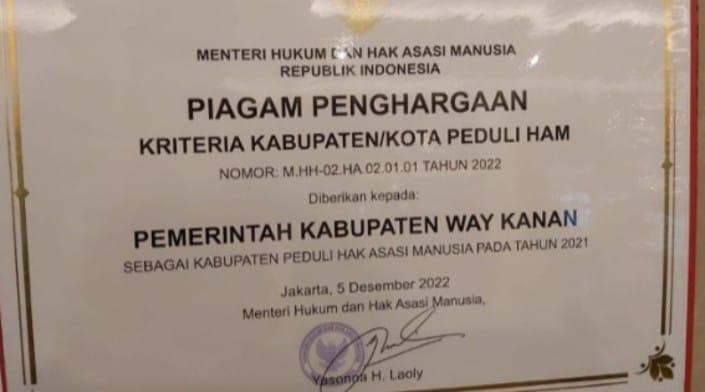 MENTERI HUKUM DAN HAK ASASI MANUSIA
REPUBLIK INDONESIA
PIAGAM PENGHARGAAN
KRITERIA KABUPATEN/KOTA PEDULI HAM
NOMOR: M.HH-02.HA.02.01.01 TAHUN 2022
Diberikan kepada:
PEMERINTAH KABUPATEN WAY KANAN
SEBAGAI KABUPATEN PEDULI HAK ASASI MANUSIA PADA TAHUN 2021
Jakarta, 5 Desember 2022
Menteri Hukum dan Hak Asasi Manusia,
Yasonna H. Laoly